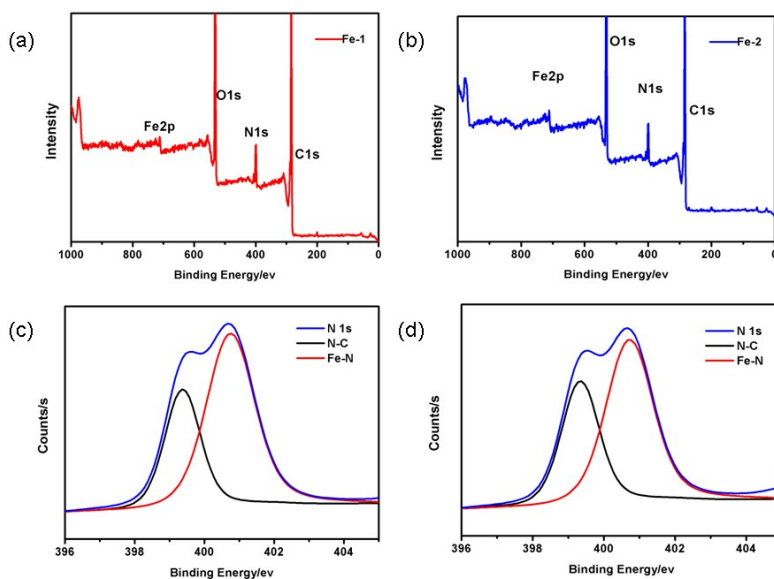 (a)
Fe-1
O1s
Fe2p
N1s
C1s
Intensity
1000 800 600 400 200 0
Binding Energy/ev
(b)
Fe-2
O1s
Fe2p
N1s
C1s
Intensity
1000 800 600 400 200
Binding Energy/ev
(c)
N 1s
N-C
Fe-N
Counts/s
396 398 400 402 404
Binding Energy/ev
(d)
N 1s
N-C
Fe-N
Counts/s
396 398 400 402 404
Binding Energy/ev